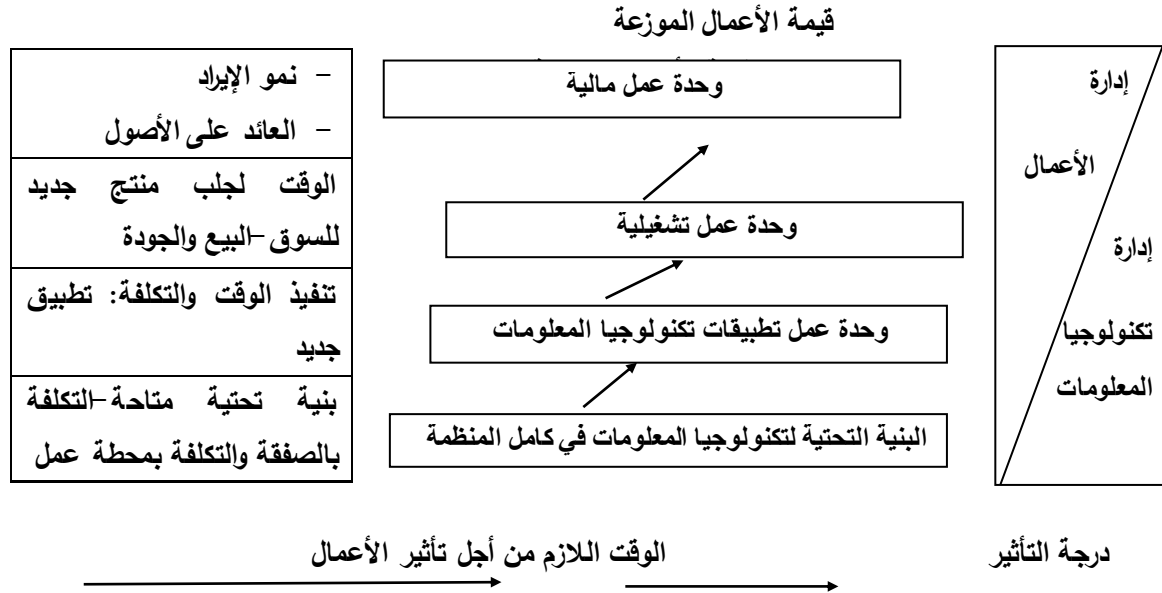 قيمة الأعمال الموزعة
إدارة
الأعمال
إدارة
تكنولوجيا
المعلومات
وحدة عمل مالية
وحدة عمل تشغيلية
وحدة عمل تطبيقات تكنولوجيا المعلومات
البنية التحتية لتكنولوجيا المعلومات في كامل المنظمة
- نمو الإيراد
- العائد على الأصول
الوقت لجلب منتج جديد
للسوق –البيع والجودة
تنفيذ الوقت والتكلفة: تطبيق
جديد
بنية تحتية متاحة –التكلفة
بالصفقة والتكلفة بمحطة عمل
درجة التأثير
الوقت اللازم من أجل تأثير الأعمال